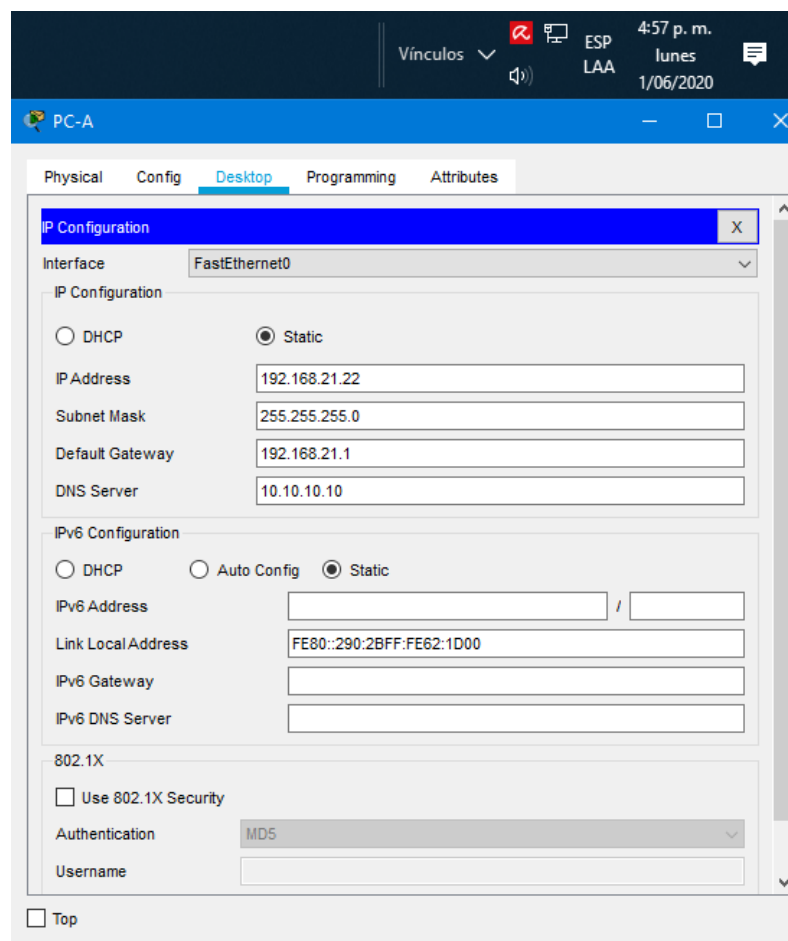 4:57 p. m.
Vínculos ESP lunes
LAA 1/06/2020
PC-A
Physical Config Desktop Programming Attributes
IP Configuration X
Interface FastEthernet0
IP Configuration
DHCP Static
IP Address 192.168.21.22
Subnet Mask 255.255.255.0
Default Gateway 192.168.21.1
DNS Server 10.10.10.10
IPv6 Configuration
DHCP Auto Config Static
IPv6 Address /
Link Local Address FE80::290:2BFF:FE62:1D00
IPv6 Gateway
IPv6 DNS Server
802.1X
Use 802.1X Security
Authentication MD5
Username
Top